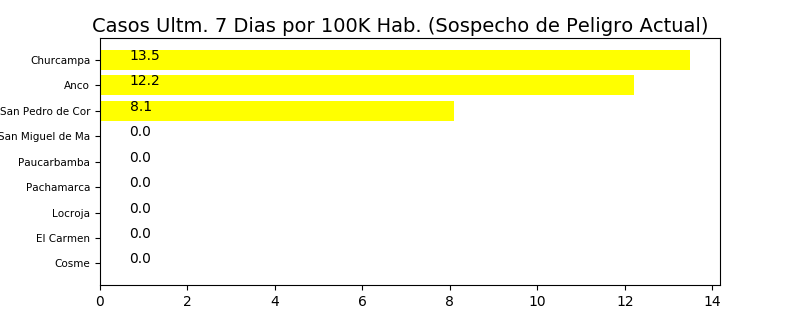 Casos Ultm. 7 Dias por 100K Hab. (Sospecho de Peligro Actual)
Churcampa 13.5
Anco 12.2
San Pedro de Cor 8.1
San Miguel de Ma 0.0
Paucarbamba 0.0
Pachamarca 0.0
Locroja 0.0
El Carmen 0.0
Cosme 0.0
0 2 4 6 8 10 12 14